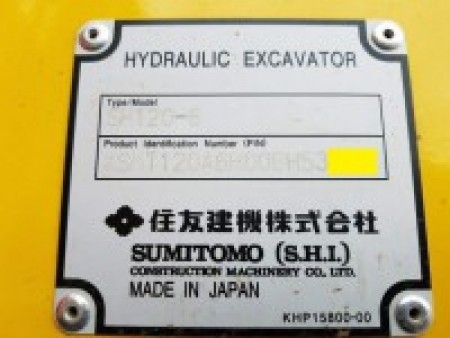 HYDRAULIC EXCAVATOR
Type/Model
SH120-6
Product Identification Number (PIN)
住友建機株式会社
SUMITOMO (S.H.I.)
CONSTRUCTION MACHINERY CO., LTD.
MADE IN JAPAN
KHP15800-00